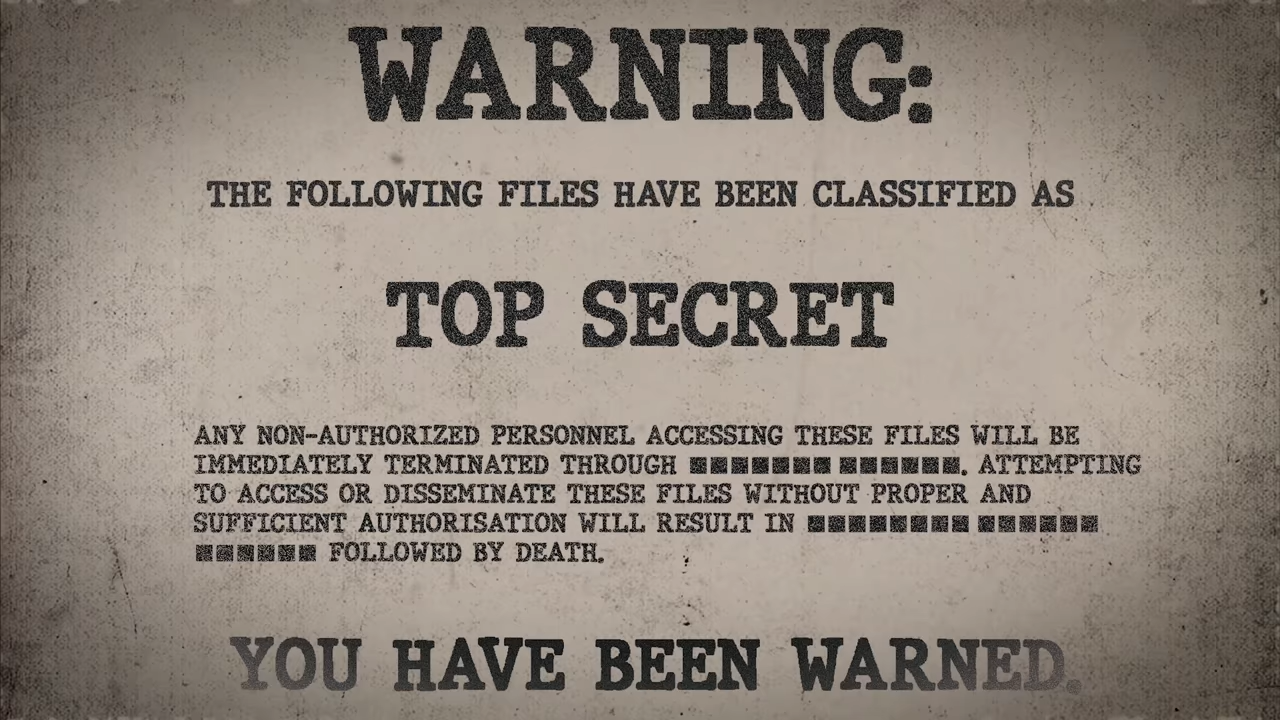 WARNING:
THE FOLLOWING FILES HAVE BEEN CLASSIFIED AS
TOP SECRET
ANY NON-AUTHORIZED PERSONNEL ACCESSING THESE FILES WILL BE
IMMEDIATELY TERMINATED THROUGH ■■■■■■■ ■■■■■■. ATTEMPTING
TO ACCESS OR DISSEMINATE THESE FILES WITHOUT PROPER AND
SUFFICIENT AUTHORISATION WILL RESULT IN ■■■■■■■■ ■■■■■■
■■■■■■ FOLLOWED BY DEATH.
YOU HAVE BEEN WARNED.